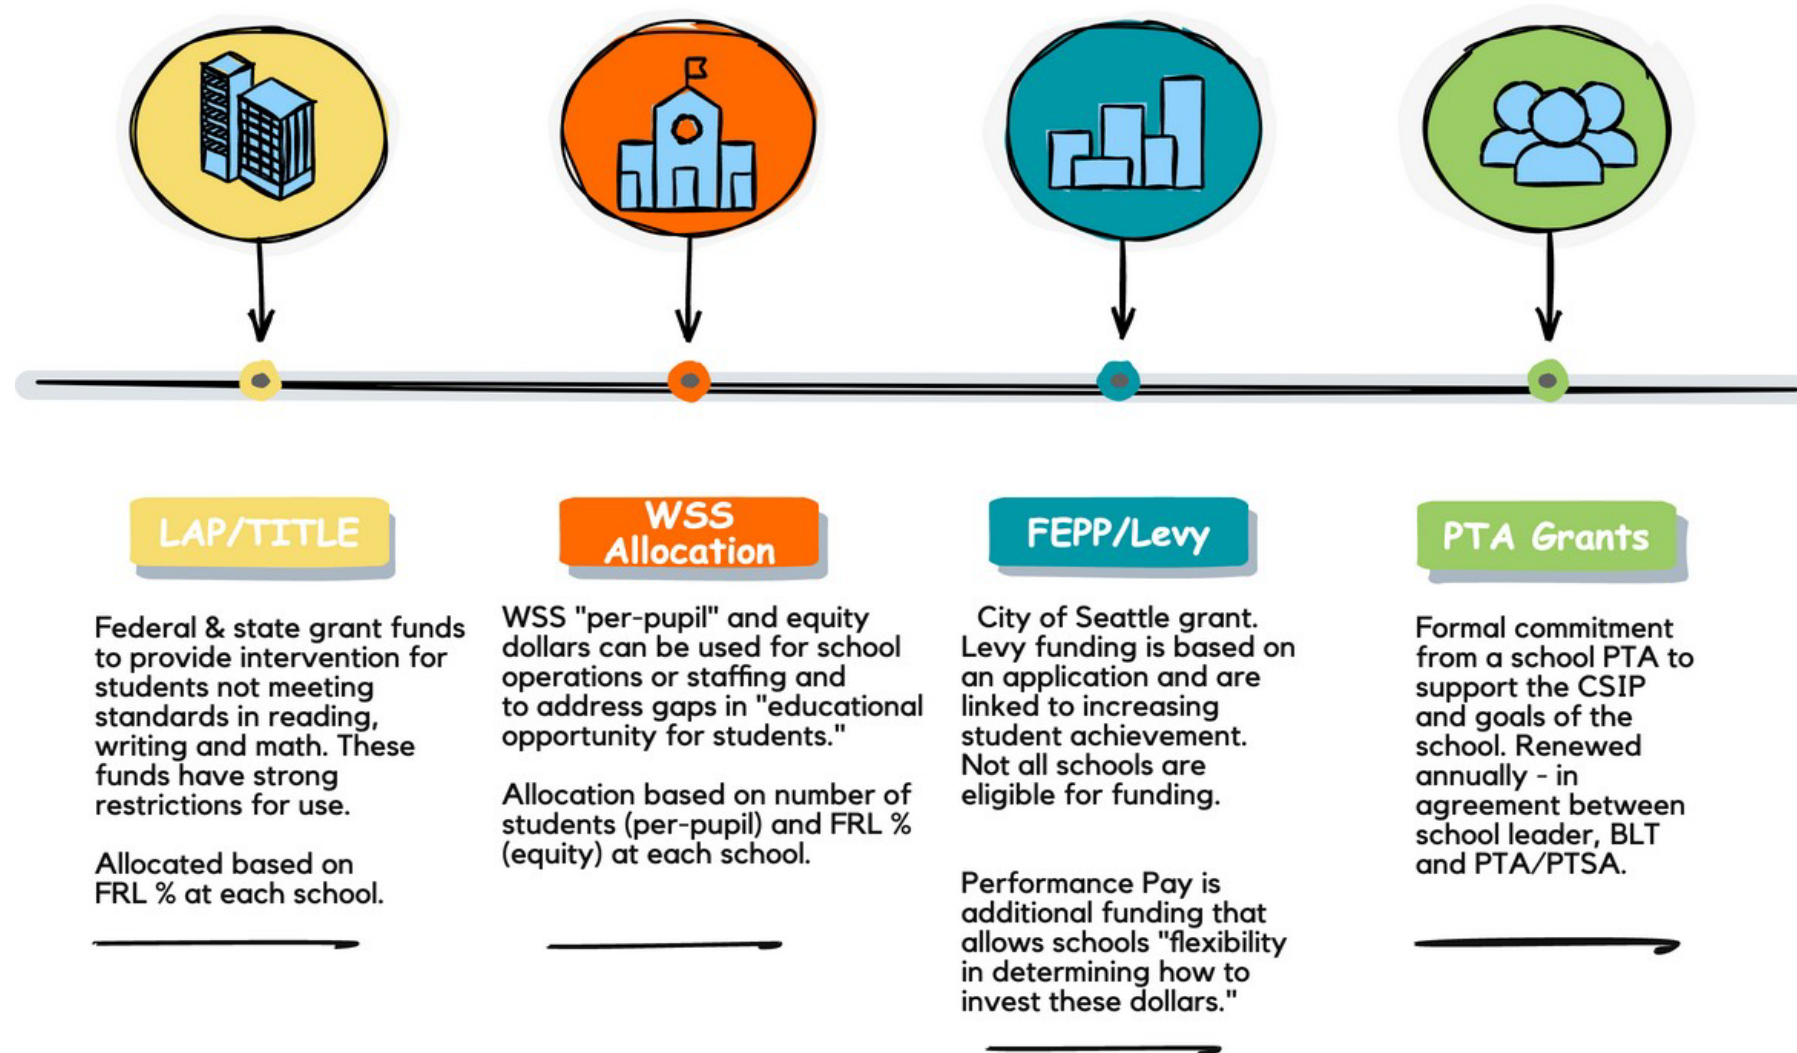 LAP/TITLE
Federal & state grant funds
to provide intervention for
students not meeting
standards in reading,
writing and math. These
funds have strong
restrictions for use.
Allocated based on
FRL % at each school.
WSS
Allocation
WSS "per-pupil" and equity
dollars can be used for school
operations or staffing and
to address gaps in "educational
opportunity for students."
Allocation based on number of
students (per-pupil) and FRL %
(equity) at each school.
FEPP/Levy
City of Seattle grant.
Levy funding is based on
an application and are
linked to increasing
student achievement.
Not all schools are
eligible for funding.
Performance Pay is
additional funding that
allows schools "flexibility
in determining how to
invest these dollars."
PTA Grants
Formal commitment
from a school PTA to
support the CSIP
and goals of the
school. Renewed
annually - in
agreement between
school leader, BLT
and PTA/PTSA.